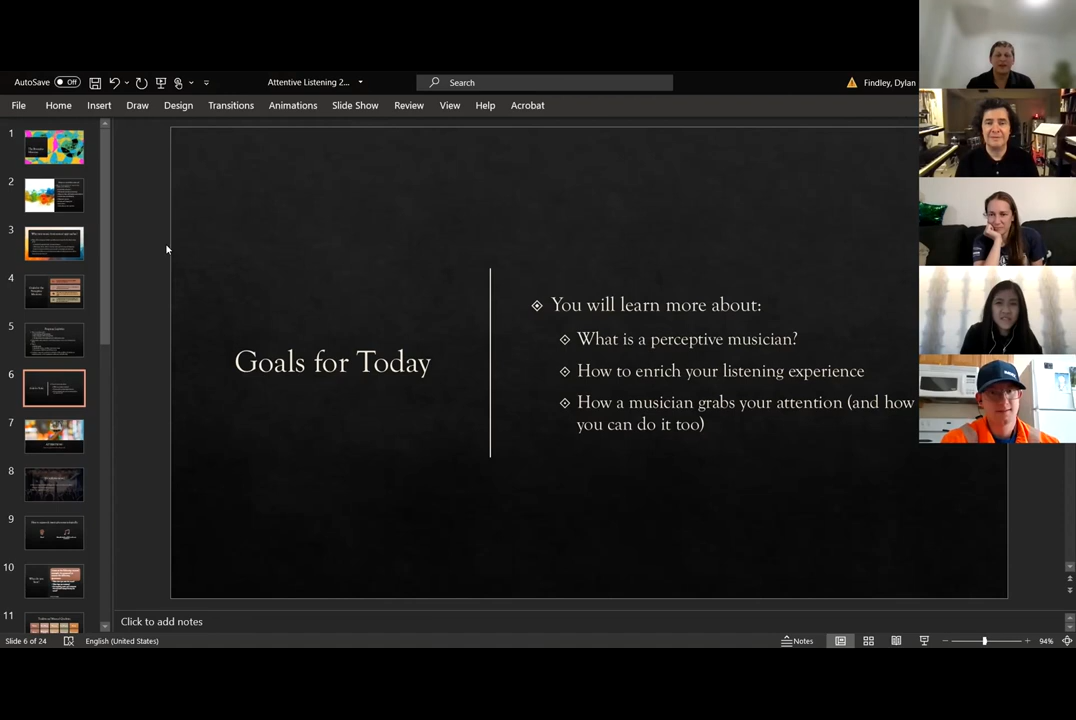 AutoSave Off
Attentive Listening 2...
Search
Findley, Dylan
File Home Insert Draw Design Transitions Animations Slide Show Review View Help Acrobat
1
2
3
4
5
6
7
8
9
10
11
Goals for Today
You will learn more about:
What is a perceptive musician?
How to enrich your listening experience
How a musician grabs your attention (and how
you can do it too)
Click to add notes
Slide 6 of 24 English (United States) Notes 94%